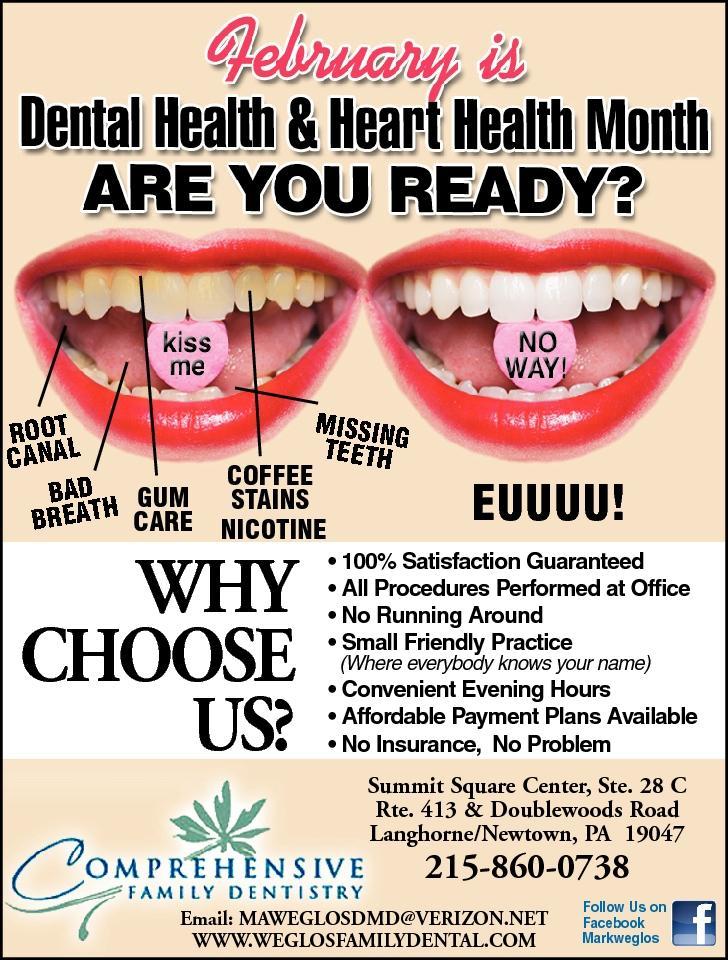 February is
Dental Health & Heart Health Month
ARE YOU READY?
kiss
me
NO
WAY!
ROOT
CANAL
BAD
BREATH
GUM
CARE
COFFEE
STAINS
NICOTINE
MISSING
TEETH
EUUUU!
WHY
CHOOSE
US?
• 100% Satisfaction Guaranteed
• All Procedures Performed at Office
• No Running Around
• Small Friendly Practice
(Where everybody knows your name)
• Convenient Evening Hours
• Affordable Payment Plans Available
• No Insurance, No Problem
COMPREHENSIVE
FAMILY DENTISTRY
Summit Square Center, Ste. 28 C
Rte. 413 & Doublewoods Road
Langhorne/Newtown, PA 19047
215-860-0738
Email: MAWEGLOSDMD@VERIZON.NET
WWW.WEGLOSFAMILYDENTAL.COM
Follow Us on
Facebook
Markweglos
f